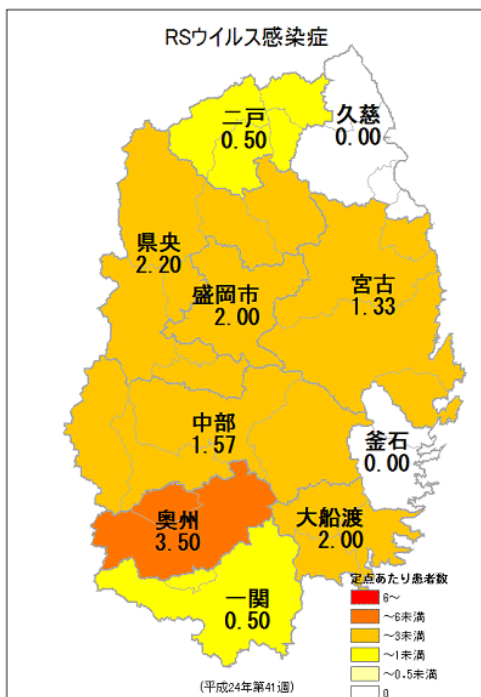 RSウイルス感染症
二戸
0.50
久慈
0.00
県央
2.20
盛岡市
2.00
宮古
1.33
中部
1.57
釜石
0.00
奥州
3.50
大船渡
2.00
一関
0.50
定点あたり患者数
6～
～6未満
～3未満
～1未満
～0.5未満
0
(平成24年第41週)